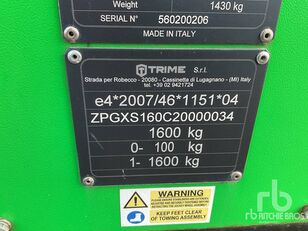 Weight 1430 kg
SERIAL N° 560200206
MADE IN ITALY
TRIME S.r.l.
Strada per Robecco - 20080 - Cassinetta di Lugagnano - (MI) Italy
tel. +39 02 9421724
e4*2007/46*1151*04
ZPGXS160C20000034
1600 kg
0- 100 kg
1- 1600 kg
WARNING
KEEP FEET CLEAR
OF TOWING ASSEMBLY
rb
RITCHIE BROS